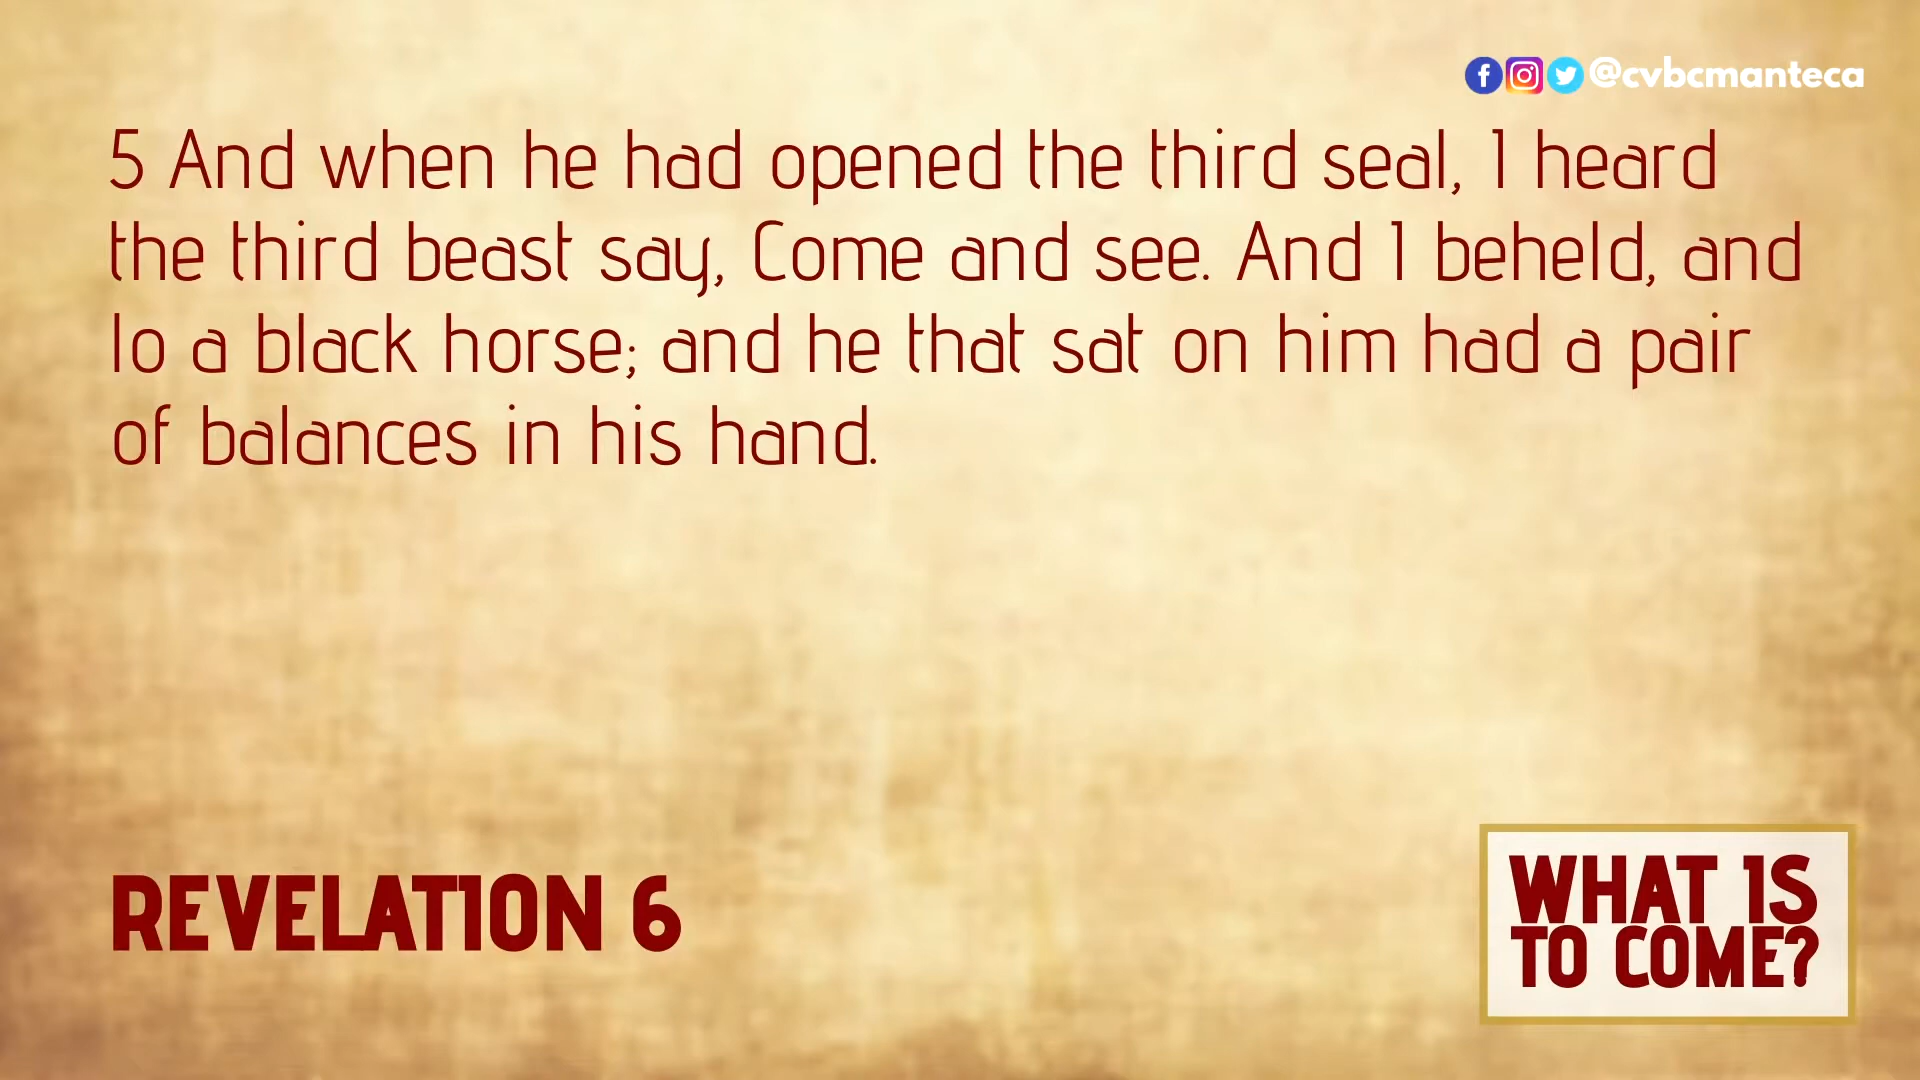 @cvbcmanteca
5 And when he had opened the third seal, I heard
the third beast say, Come and see. And I beheld, and
lo a black horse; and he that sat on him had a pair
of balances in his hand.
REVELATION 6
WHAT IS
TO COME?